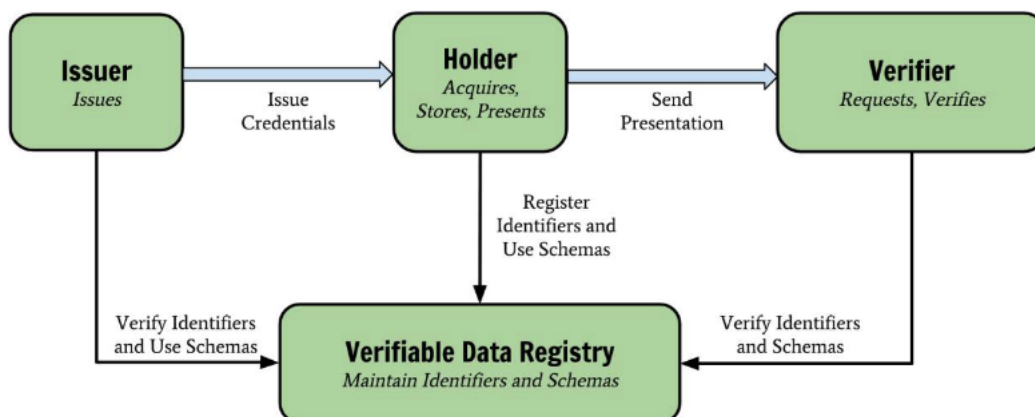 Issuer
Issues
Issue
Credentials
Holder
Acquires,
Stores, Presents
Send
Presentation
Verifier
Requests, Verifies
Register
Identifiers and
Use Schemas
Verify Identifiers
and Use Schemas
Verifiable Data Registry
Maintain Identifiers and Schemas
Verify Identifiers
and Schemas